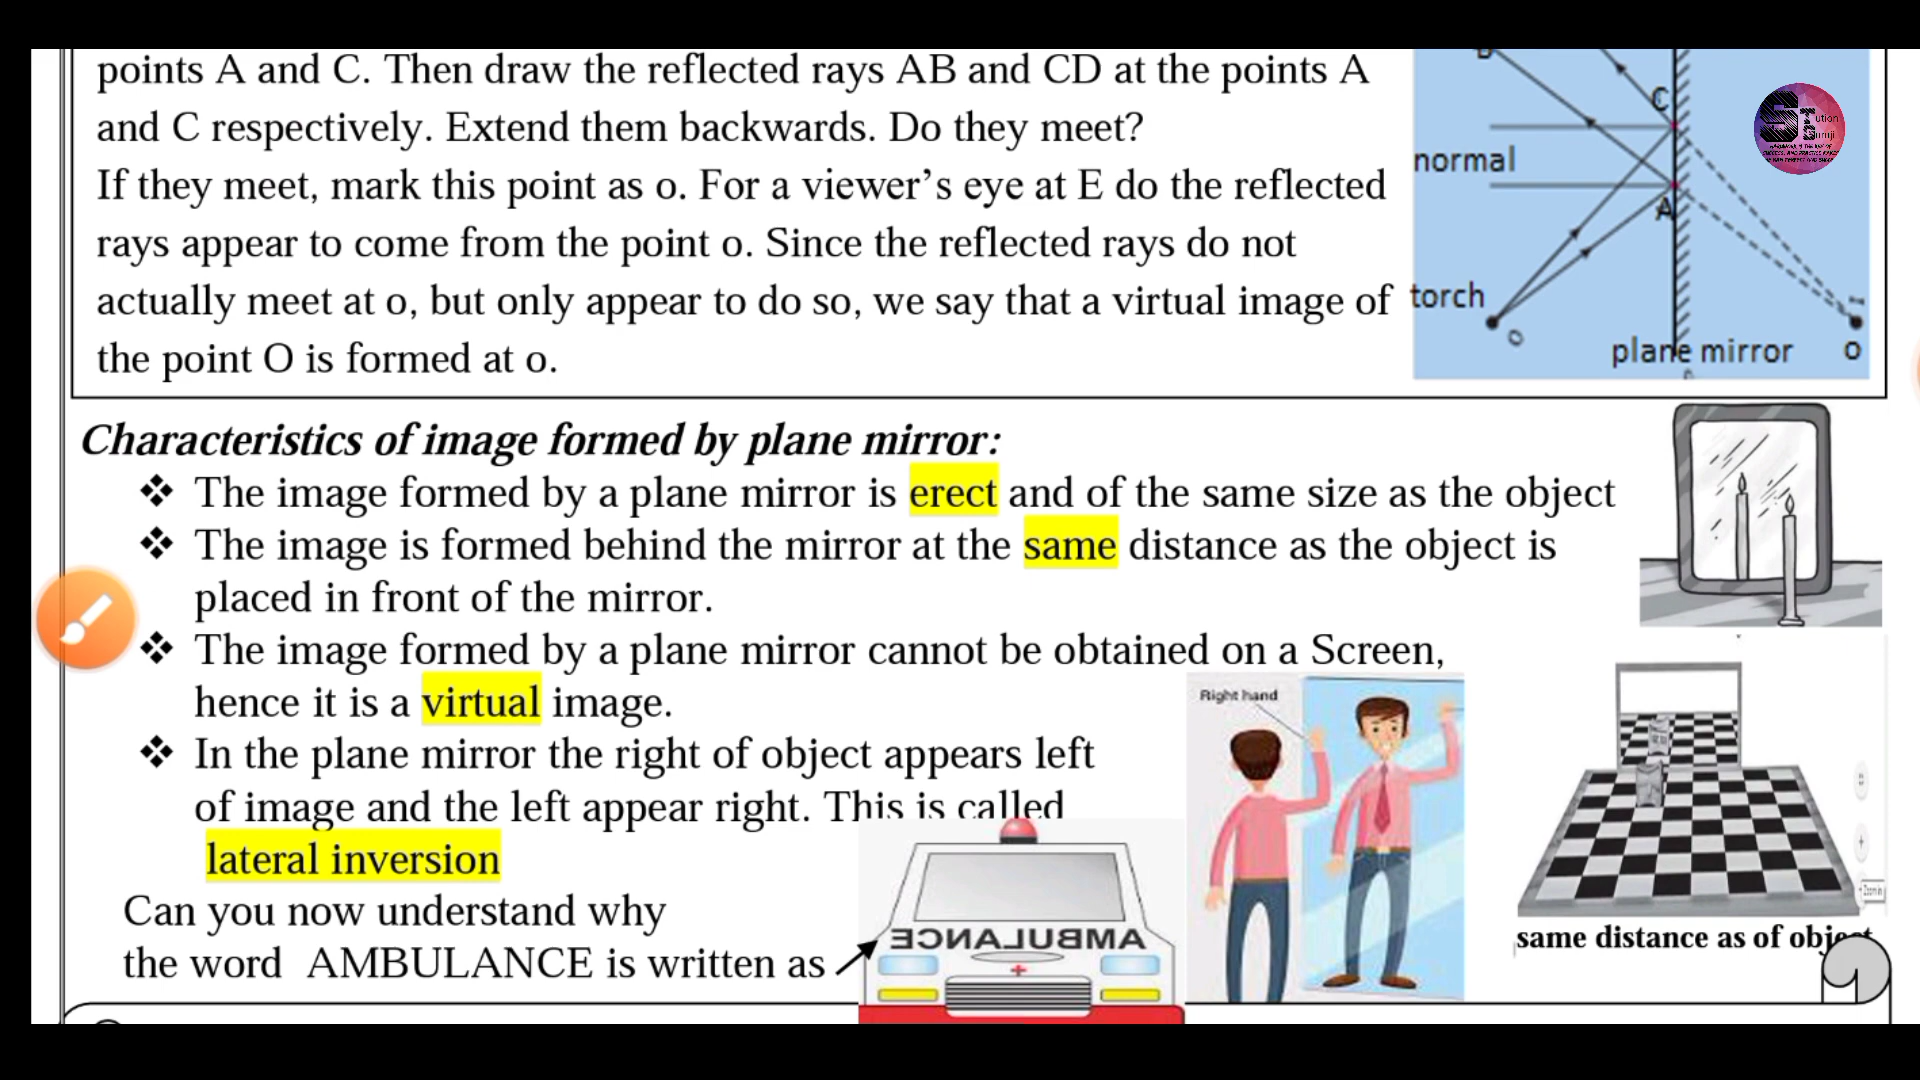 points A and C. Then draw the reflected rays AB and CD at the points A
and C respectively. Extend them backwards. Do they meet?
If they meet, mark this point as o. For a viewer’s eye at E do the reflected
rays appear to come from the point o. Since the reflected rays do not
actually meet at o, but only appear to do so, we say that a virtual image of
the point O is formed at o.
C
normal
A
torch
O
plane mirror
o
Characteristics of image formed by plane mirror:
❖ The image formed by a plane mirror is erect and of the same size as the object
❖ The image is formed behind the mirror at the same distance as the object is
placed in front of the mirror.
❖ The image formed by a plane mirror cannot be obtained on a Screen,
hence it is a virtual image.
❖ In the plane mirror the right of object appears left
of image and the left appear right. This is called
lateral inversion
Can you now understand why
the word AMBULANCE is written as
AMBULANCE
Right hand
same distance as of object